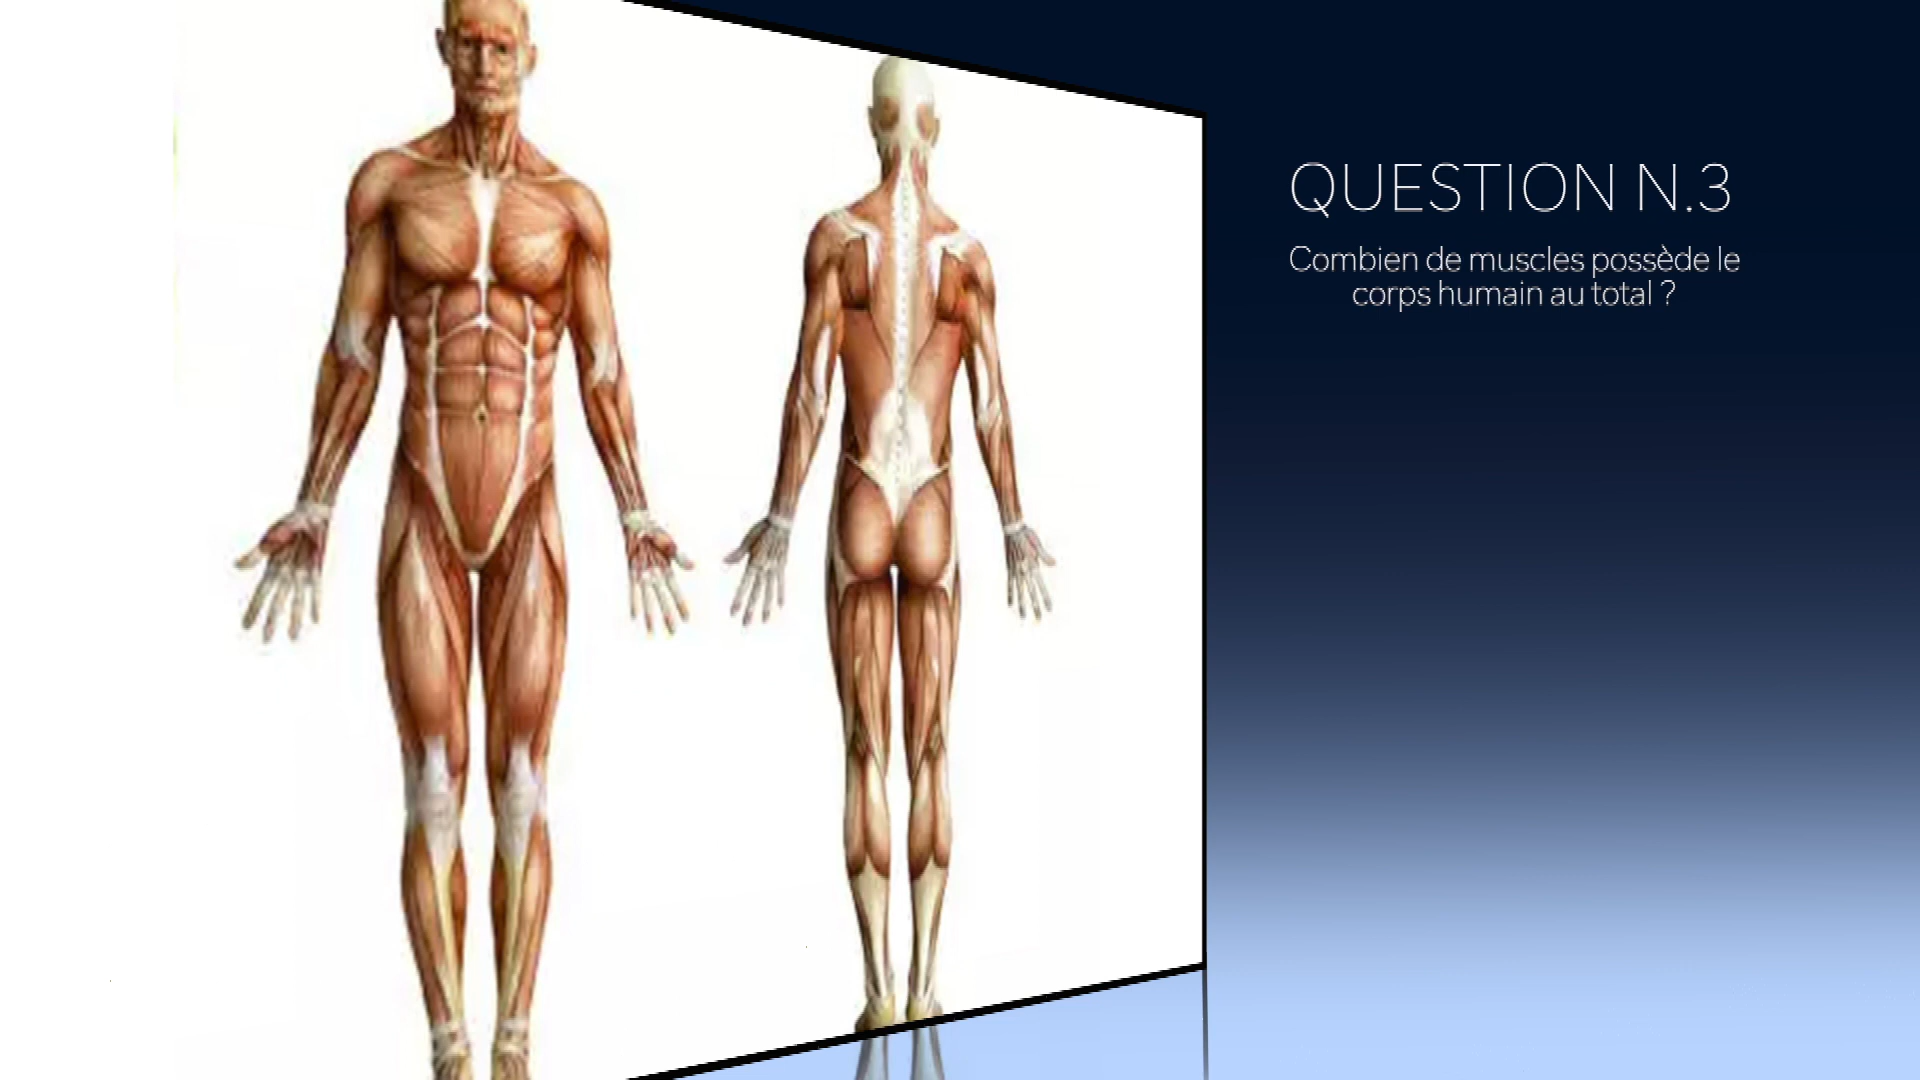 QUESTION N.3
Combien de muscles possède le
corps humain au total ?